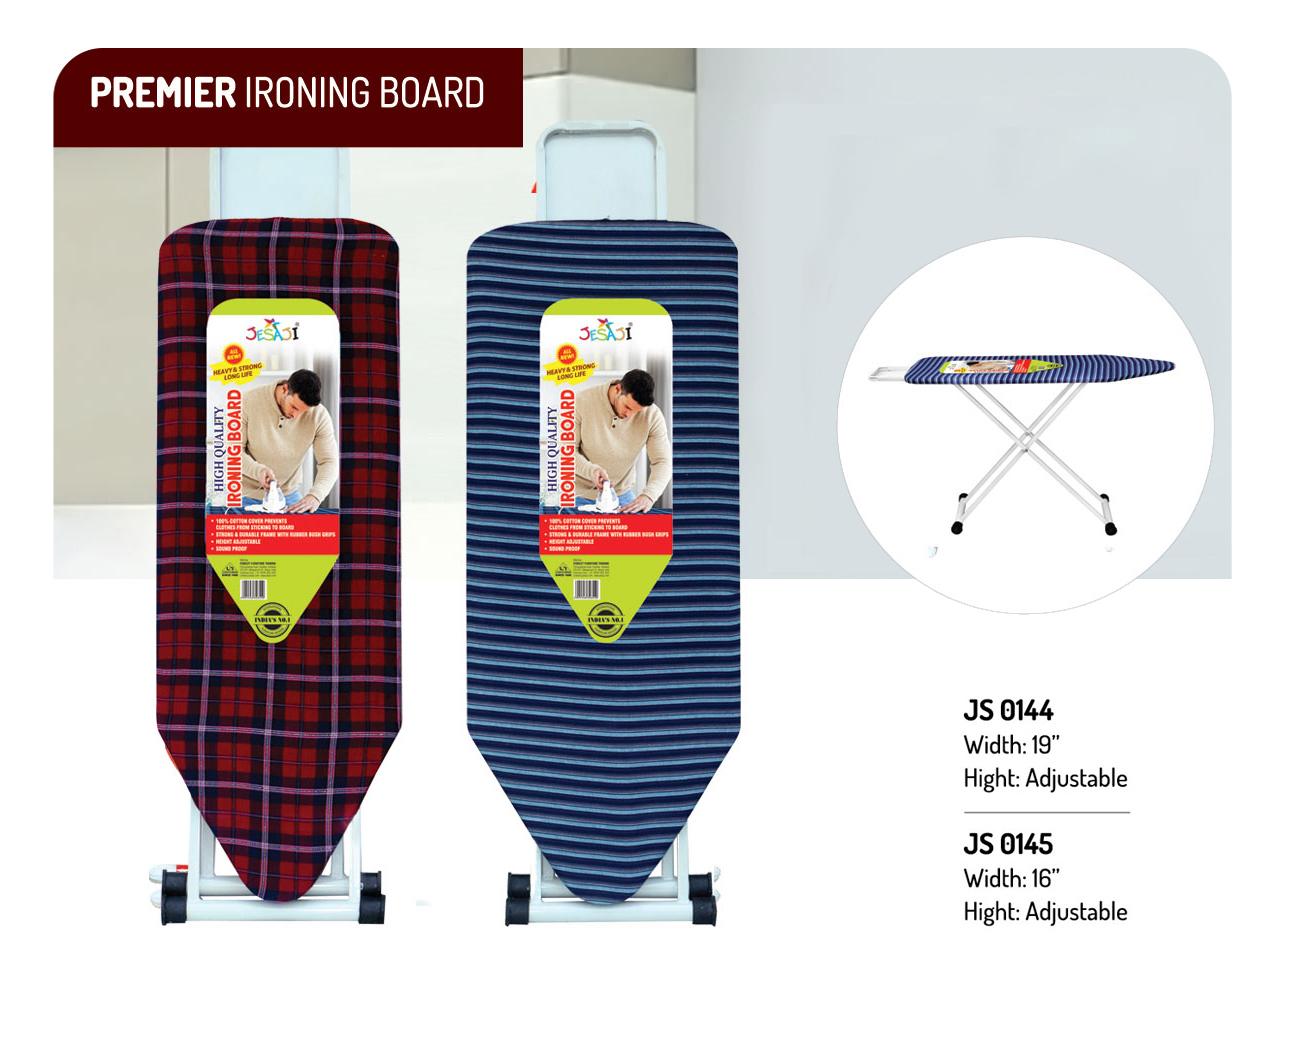 PREMIER IRONING BOARD
JESAJI
ALL
NEW!
HEAVY & STRONG
LONG LIFE
HIGH QUALITY
IRONING BOARD
• 100% COTTON COVER PREVENTS
CLOTHES FROM STICKING TO BOARD
• STRONG & DURABLE FRAME WITH RUBBER BUSH GRIPS
• HEIGHT ADJUSTABLE
• SOUND PROOF
INDIA'S NO.1
JESAJI
ALL
NEW!
HEAVY & STRONG
LONG LIFE
HIGH QUALITY
IRONING BOARD
• 100% COTTON COVER PREVENTS
CLOTHES FROM STICKING TO BOARD
• STRONG & DURABLE FRAME WITH RUBBER BUSH GRIPS
• HEIGHT ADJUSTABLE
• SOUND PROOF
INDIA'S NO.1
JS 0144
Width: 19”
Hight: Adjustable
JS 0145
Width: 16”
Hight: Adjustable